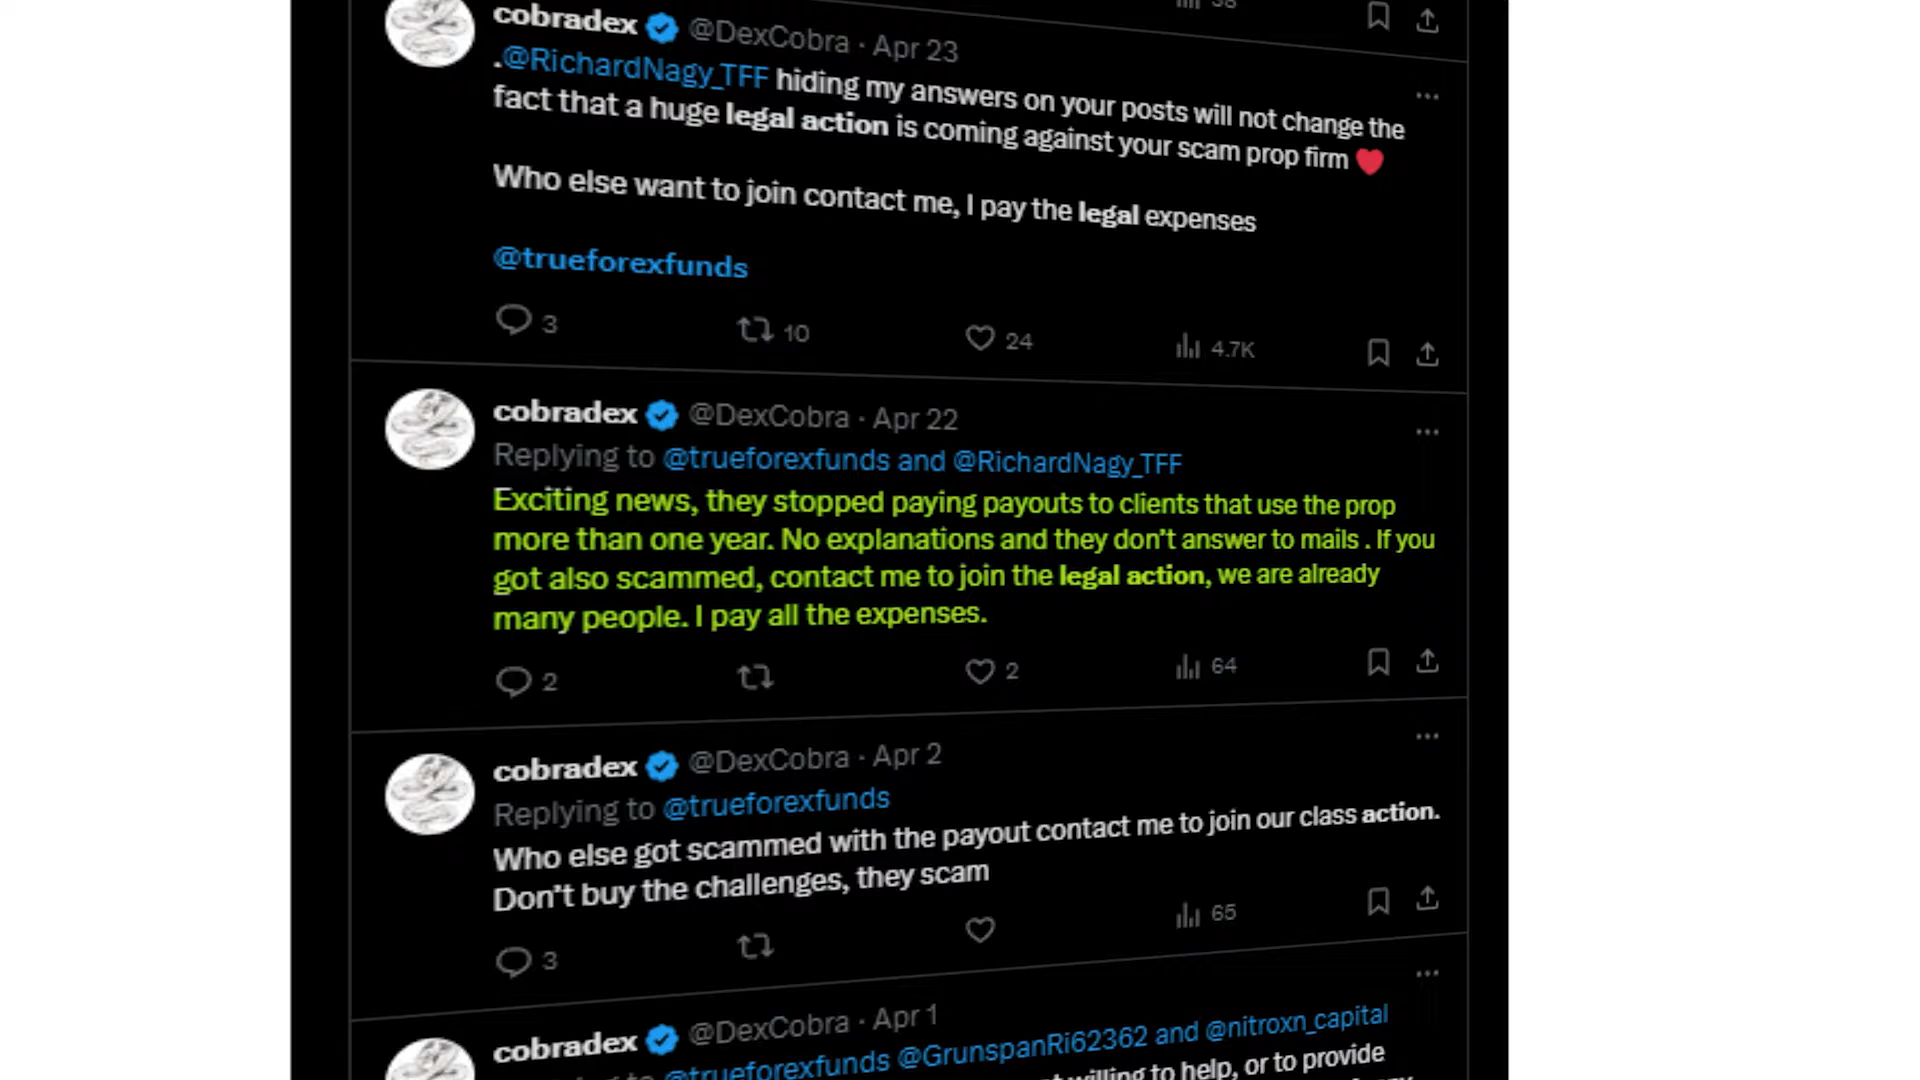 38
cobradex @DexCobra · Apr 23
.@RichardNagy_TFF hiding my answers on your posts will not change the
fact that a huge legal action is coming against your scam prop firm
Who else want to join contact me, I pay the legal expenses
@trueforexfunds
3 10 24 4.7K
cobradex @DexCobra · Apr 22
Replying to @trueforexfunds and @RichardNagy_TFF
Exciting news, they stopped paying payouts to clients that use the prop
more than one year. No explanations and they don't answer to mails . If you
got also scammed, contact me to join the legal action, we are already
many people. I pay all the expenses.
2 2 64
cobradex @DexCobra · Apr 2
Replying to @trueforexfunds
Who else got scammed with the payout contact me to join our class action.
Don't buy the challenges, they scam
3 65
cobradex @DexCobra · Apr 1
@trueforexfunds @GrunspanRi62362 and @nitroxn_capital
willing to help, or to provide